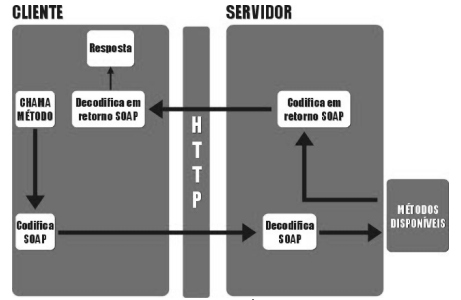 CLIENTE
SERVIDOR
Resposta
CHAMA
MÉTODO
Decodifica em
retorno SOAP
Codifica em
retorno SOAP
HTTP
MÉTODOS
DISPONÍVEIS
Codifica
SOAP
Decodifica
SOAP